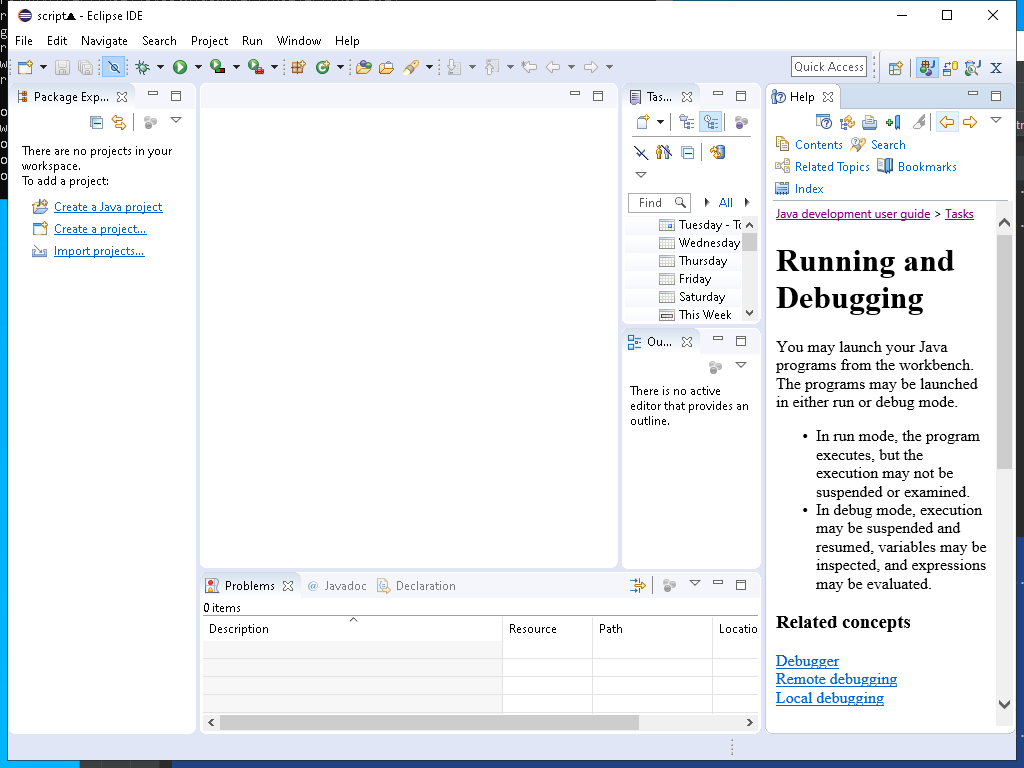 script▲ - Eclipse IDE
File Edit Navigate Search Project Run Window Help
Quick Access
Package Exp...
There are no projects in your
workspace.
To add a project:
Create a Java project
Create a project...
Import projects...
Tas...
Find All
Tuesday - To
Wednesday
Thursday
Friday
Saturday
This Week
Ou...
There is no active
editor that provides an
outline.
Problems @ Javadoc Declaration
0 items
Description Resource Path Locatio
Help
Contents Search
Related Topics Bookmarks
Index
Java development user guide > Tasks
Running and
Debugging
You may launch your Java
programs from the workbench.
The programs may be launched
in either run or debug mode.
• In run mode, the program
executes, but the
execution may not be
suspended or examined.
• In debug mode, execution
may be suspended and
resumed, variables may be
inspected, and expressions
may be evaluated.
Related concepts
Debugger
Remote debugging
Local debugging